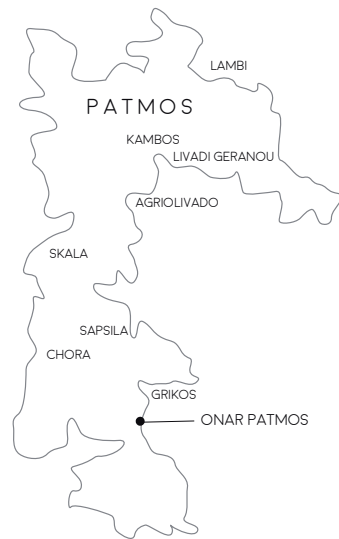 LAMBI
PATMOS
KAMBOS
LIVADI GERANOU
AGRIOLIVADO
SKALA
SAPSILA
CHORA
GRIKOS
ONAR PATMOS